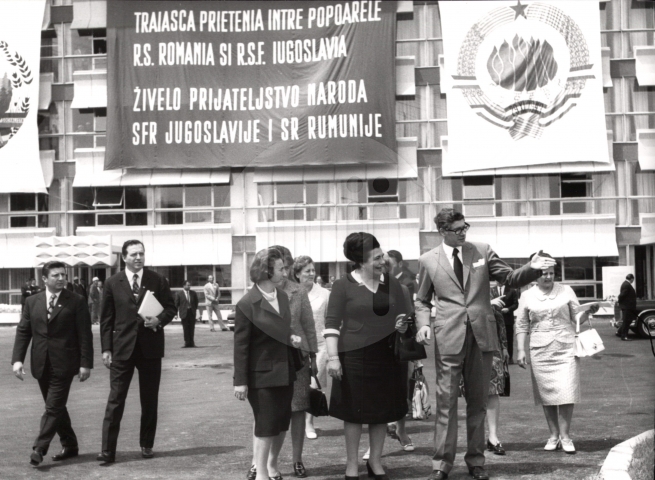 TRAIASCA PRIETENIA INTRE POPOARELE
R.S. ROMANIA SI R.S.F. IUGOSLAVIA
ŽIVELO PRIJATELJSTVO NARODA
SFR JUGOSLAVIJE I SR RUMUNIJE